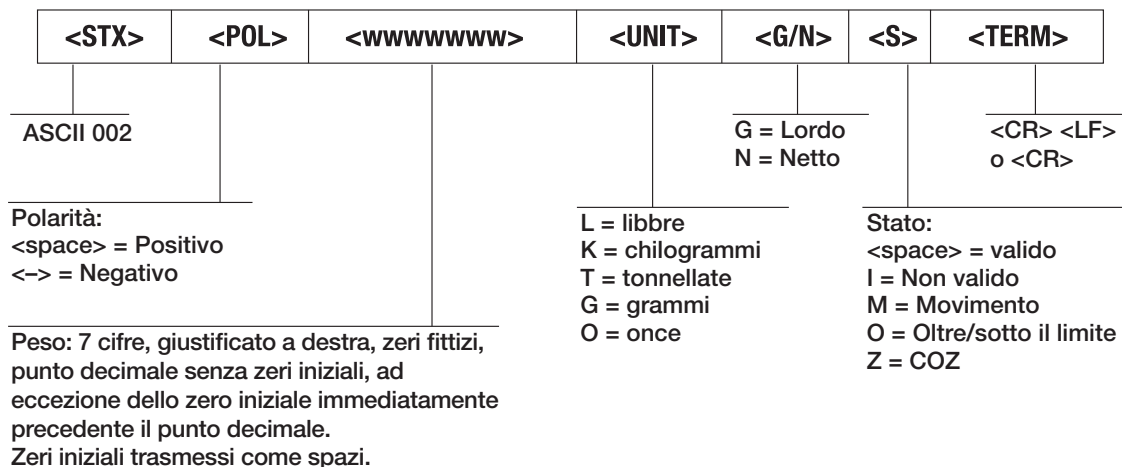 <STX> <POL> <wwwwwww> <UNIT> <G/N> <S> <TERM>
ASCII 002
G = Lordo
N = Netto
<CR> <LF>
o <CR>
Polarità:
<space> = Positivo
<–> = Negativo
L = libbre
K = chilogrammi
T = tonnellate
G = grammi
O = once
Stato:
<space> = valido
I = Non valido
M = Movimento
O = Oltre/sotto il limite
Z = COZ
Peso: 7 cifre, giustificato a destra, zeri fittizi,
punto decimale senza zeri iniziali, ad
eccezione dello zero iniziale immediatamente
precedente il punto decimale.
Zeri iniziali trasmessi come spazi.